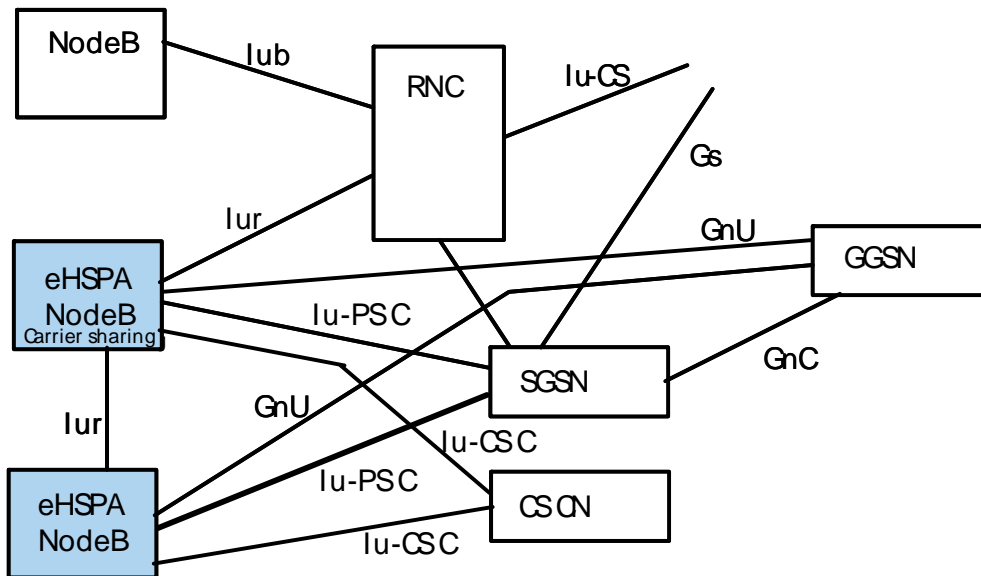 NodeB
Iub
RNC
Iu-CS
Gs
Iur
GnU
GGSN
eHSPA
NodeB
Carrier sharing
Iu-PSC
GnC
SGSN
GnU
Iur
Iu-CSC
Iu-PSC
eHSPA
NodeB
CSCN
Iu-CSC